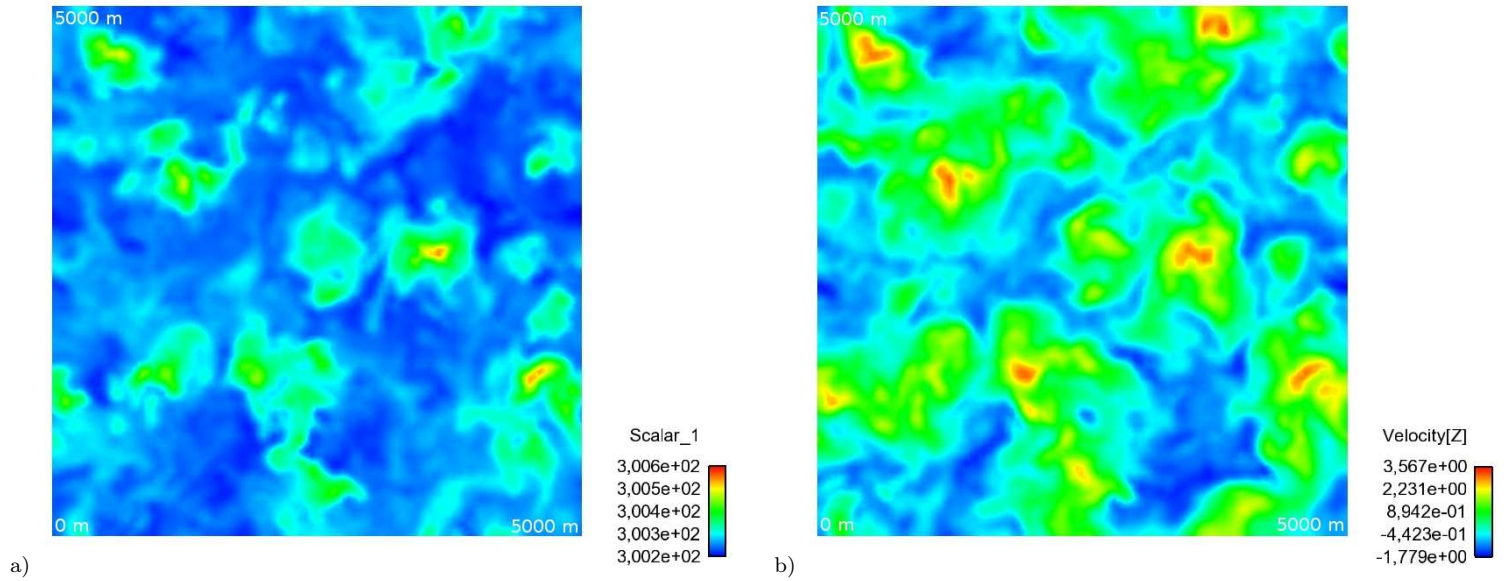 5000 m
0 m
5000 m
Scalar_1
3,006e+02
3,005e+02
3,004e+02
3,003e+02
3,002e+02
a)
5000 m
0 m
5000 m
Velocity[Z]
3,567e+00
2,231e+00
8,942e-01
-4,423e-01
-1,779e+00
b)